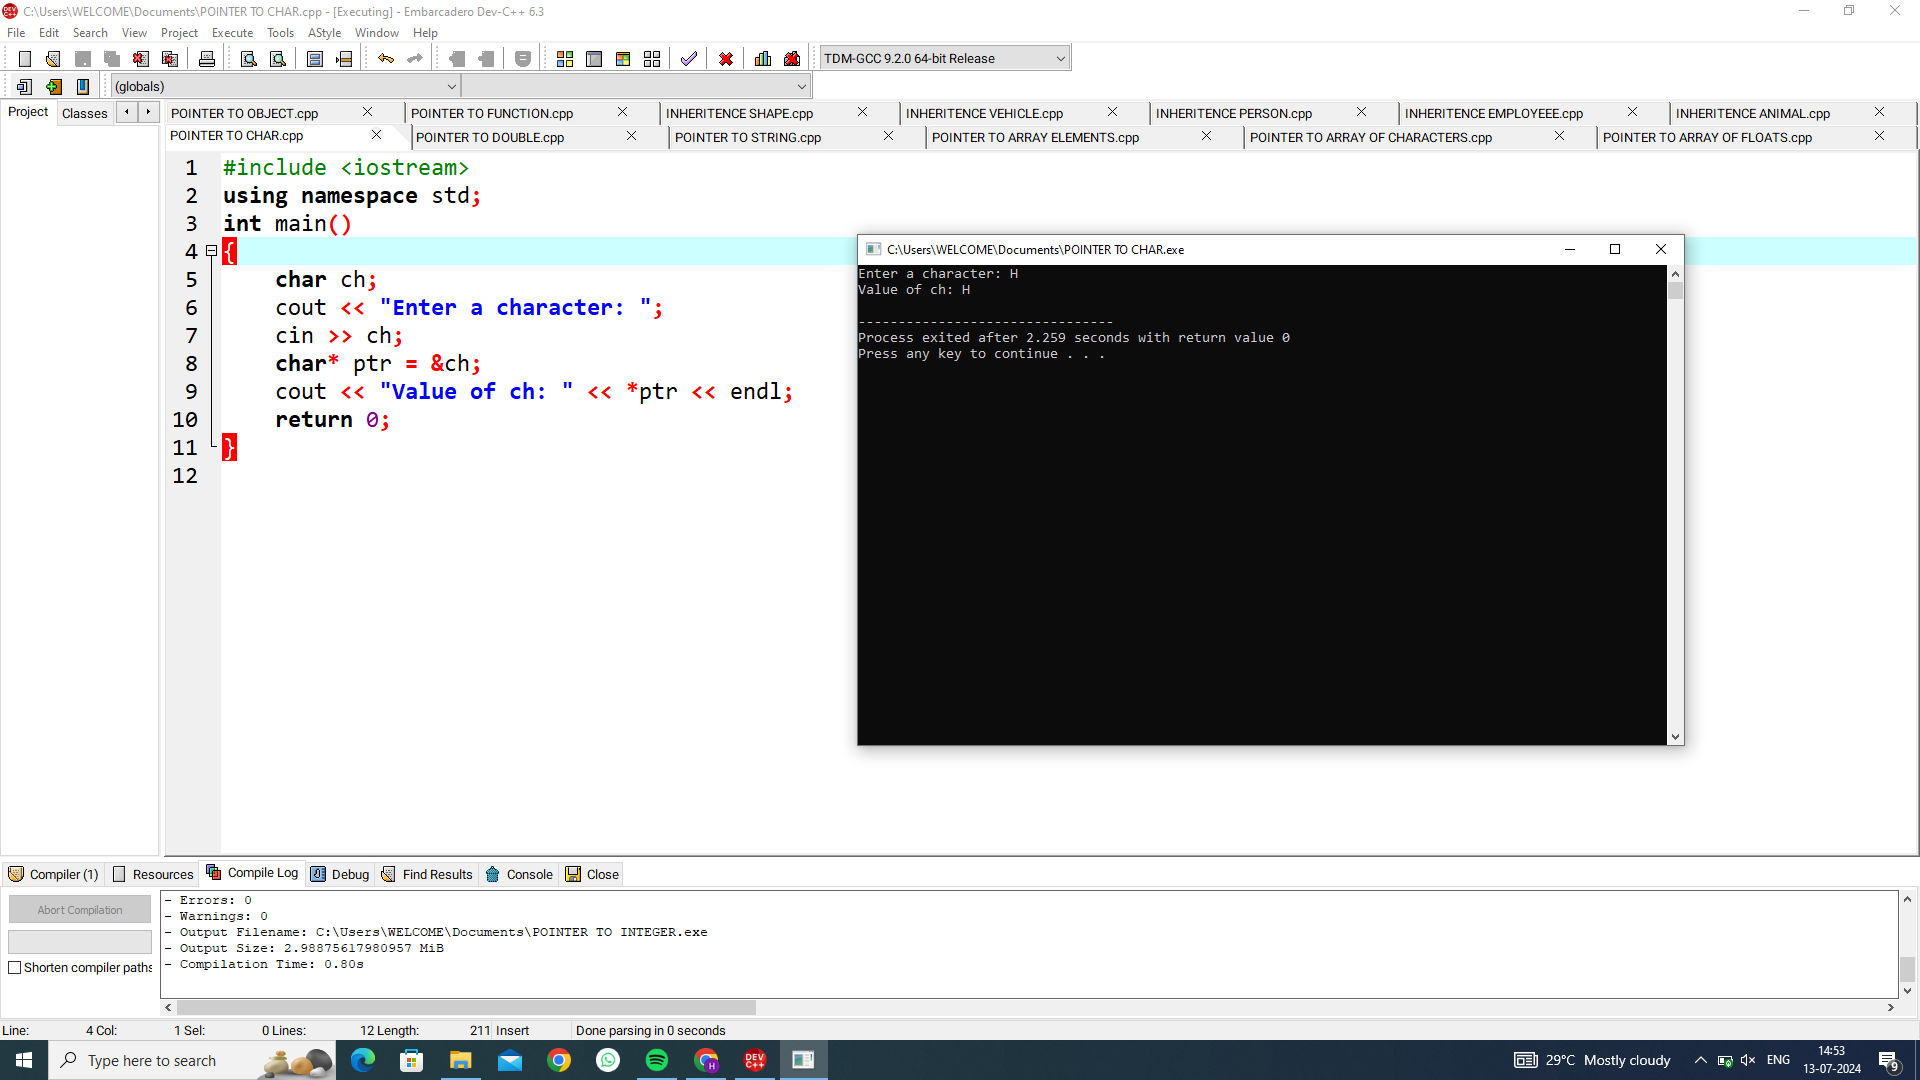 C:\Users\WELCOME\Documents\POINTER TO CHAR.cpp - [Executing] - Embarcadero Dev-C++ 6.3
File Edit Search View Project Execute Tools AStyle Window Help
TDM-GCC 9.2.0 64-bit Release
(globals)
Project Classes
POINTER TO OBJECT.cpp POINTER TO FUNCTION.cpp INHERITENCE SHAPE.cpp INHERITENCE VEHICLE.cpp INHERITENCE PERSON.cpp INHERITENCE EMPLOYEEE.cpp INHERITENCE ANIMAL.cpp
POINTER TO CHAR.cpp POINTER TO DOUBLE.cpp POINTER TO STRING.cpp POINTER TO ARRAY ELEMENTS.cpp POINTER TO ARRAY OF CHARACTERS.cpp POINTER TO ARRAY OF FLOATS.cpp
1 #include <iostream>
2 using namespace std;
3 int main()
4 {
5 char ch;
6 cout << "Enter a character: ";
7 cin >> ch;
8 char* ptr = &ch;
9 cout << "Value of ch: " << *ptr << endl;
10 return 0;
11 }
12
C:\Users\WELCOME\Documents\POINTER TO CHAR.exe
Enter a character: H
Value of ch: H
--------------------------------
Process exited after 2.259 seconds with return value 0
Press any key to continue . . .
Compiler (1) Resources Compile Log Debug Find Results Console Close
Abort Compilation
Shorten compiler paths
- Errors: 0
- Warnings: 0
- Output Filename: C:\Users\WELCOME\Documents\POINTER TO INTEGER.exe
- Output Size: 2.98875617980957 MiB
- Compilation Time: 0.80s
Line: 4 Col: 1 Sel: 0 Lines: 12 Length: 211 Insert Done parsing in 0 seconds
Type here to search
H
DEV C++
29°C Mostly cloudy
ENG
14:53
13-07-2024
9